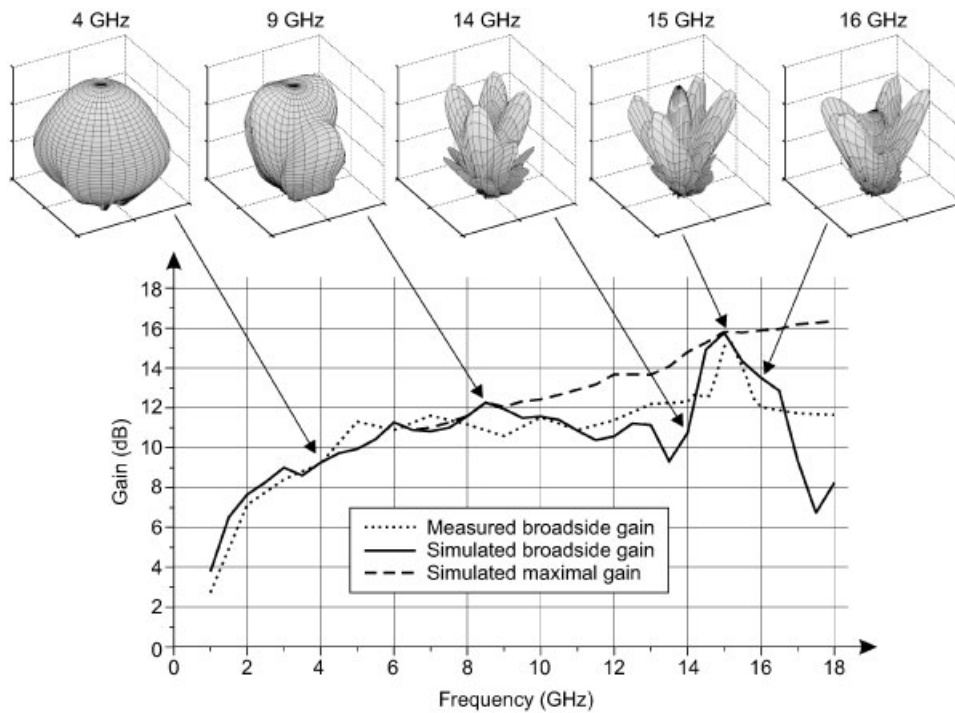 4 GHz 9 GHz 14 GHz 15 GHz 16 GHz
18
16
14
12
10
8
6
4
2
0
Gain (dB)
Measured broadside gain
Simulated broadside gain
Simulated maximal gain
0 2 4 6 8 10 12 14 16 18
Frequency (GHz)